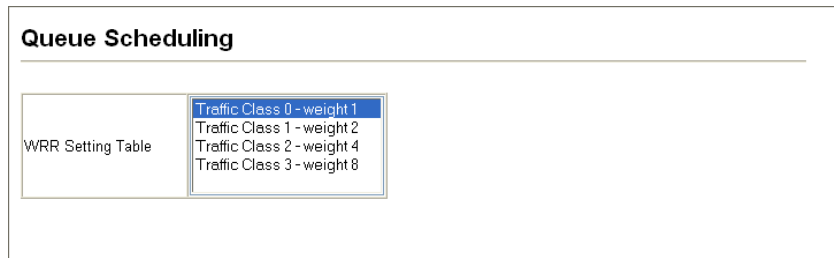 Queue Scheduling
WRR Setting Table
Traffic Class 0 - weight 1
Traffic Class 1 - weight 2
Traffic Class 2 - weight 4
Traffic Class 3 - weight 8